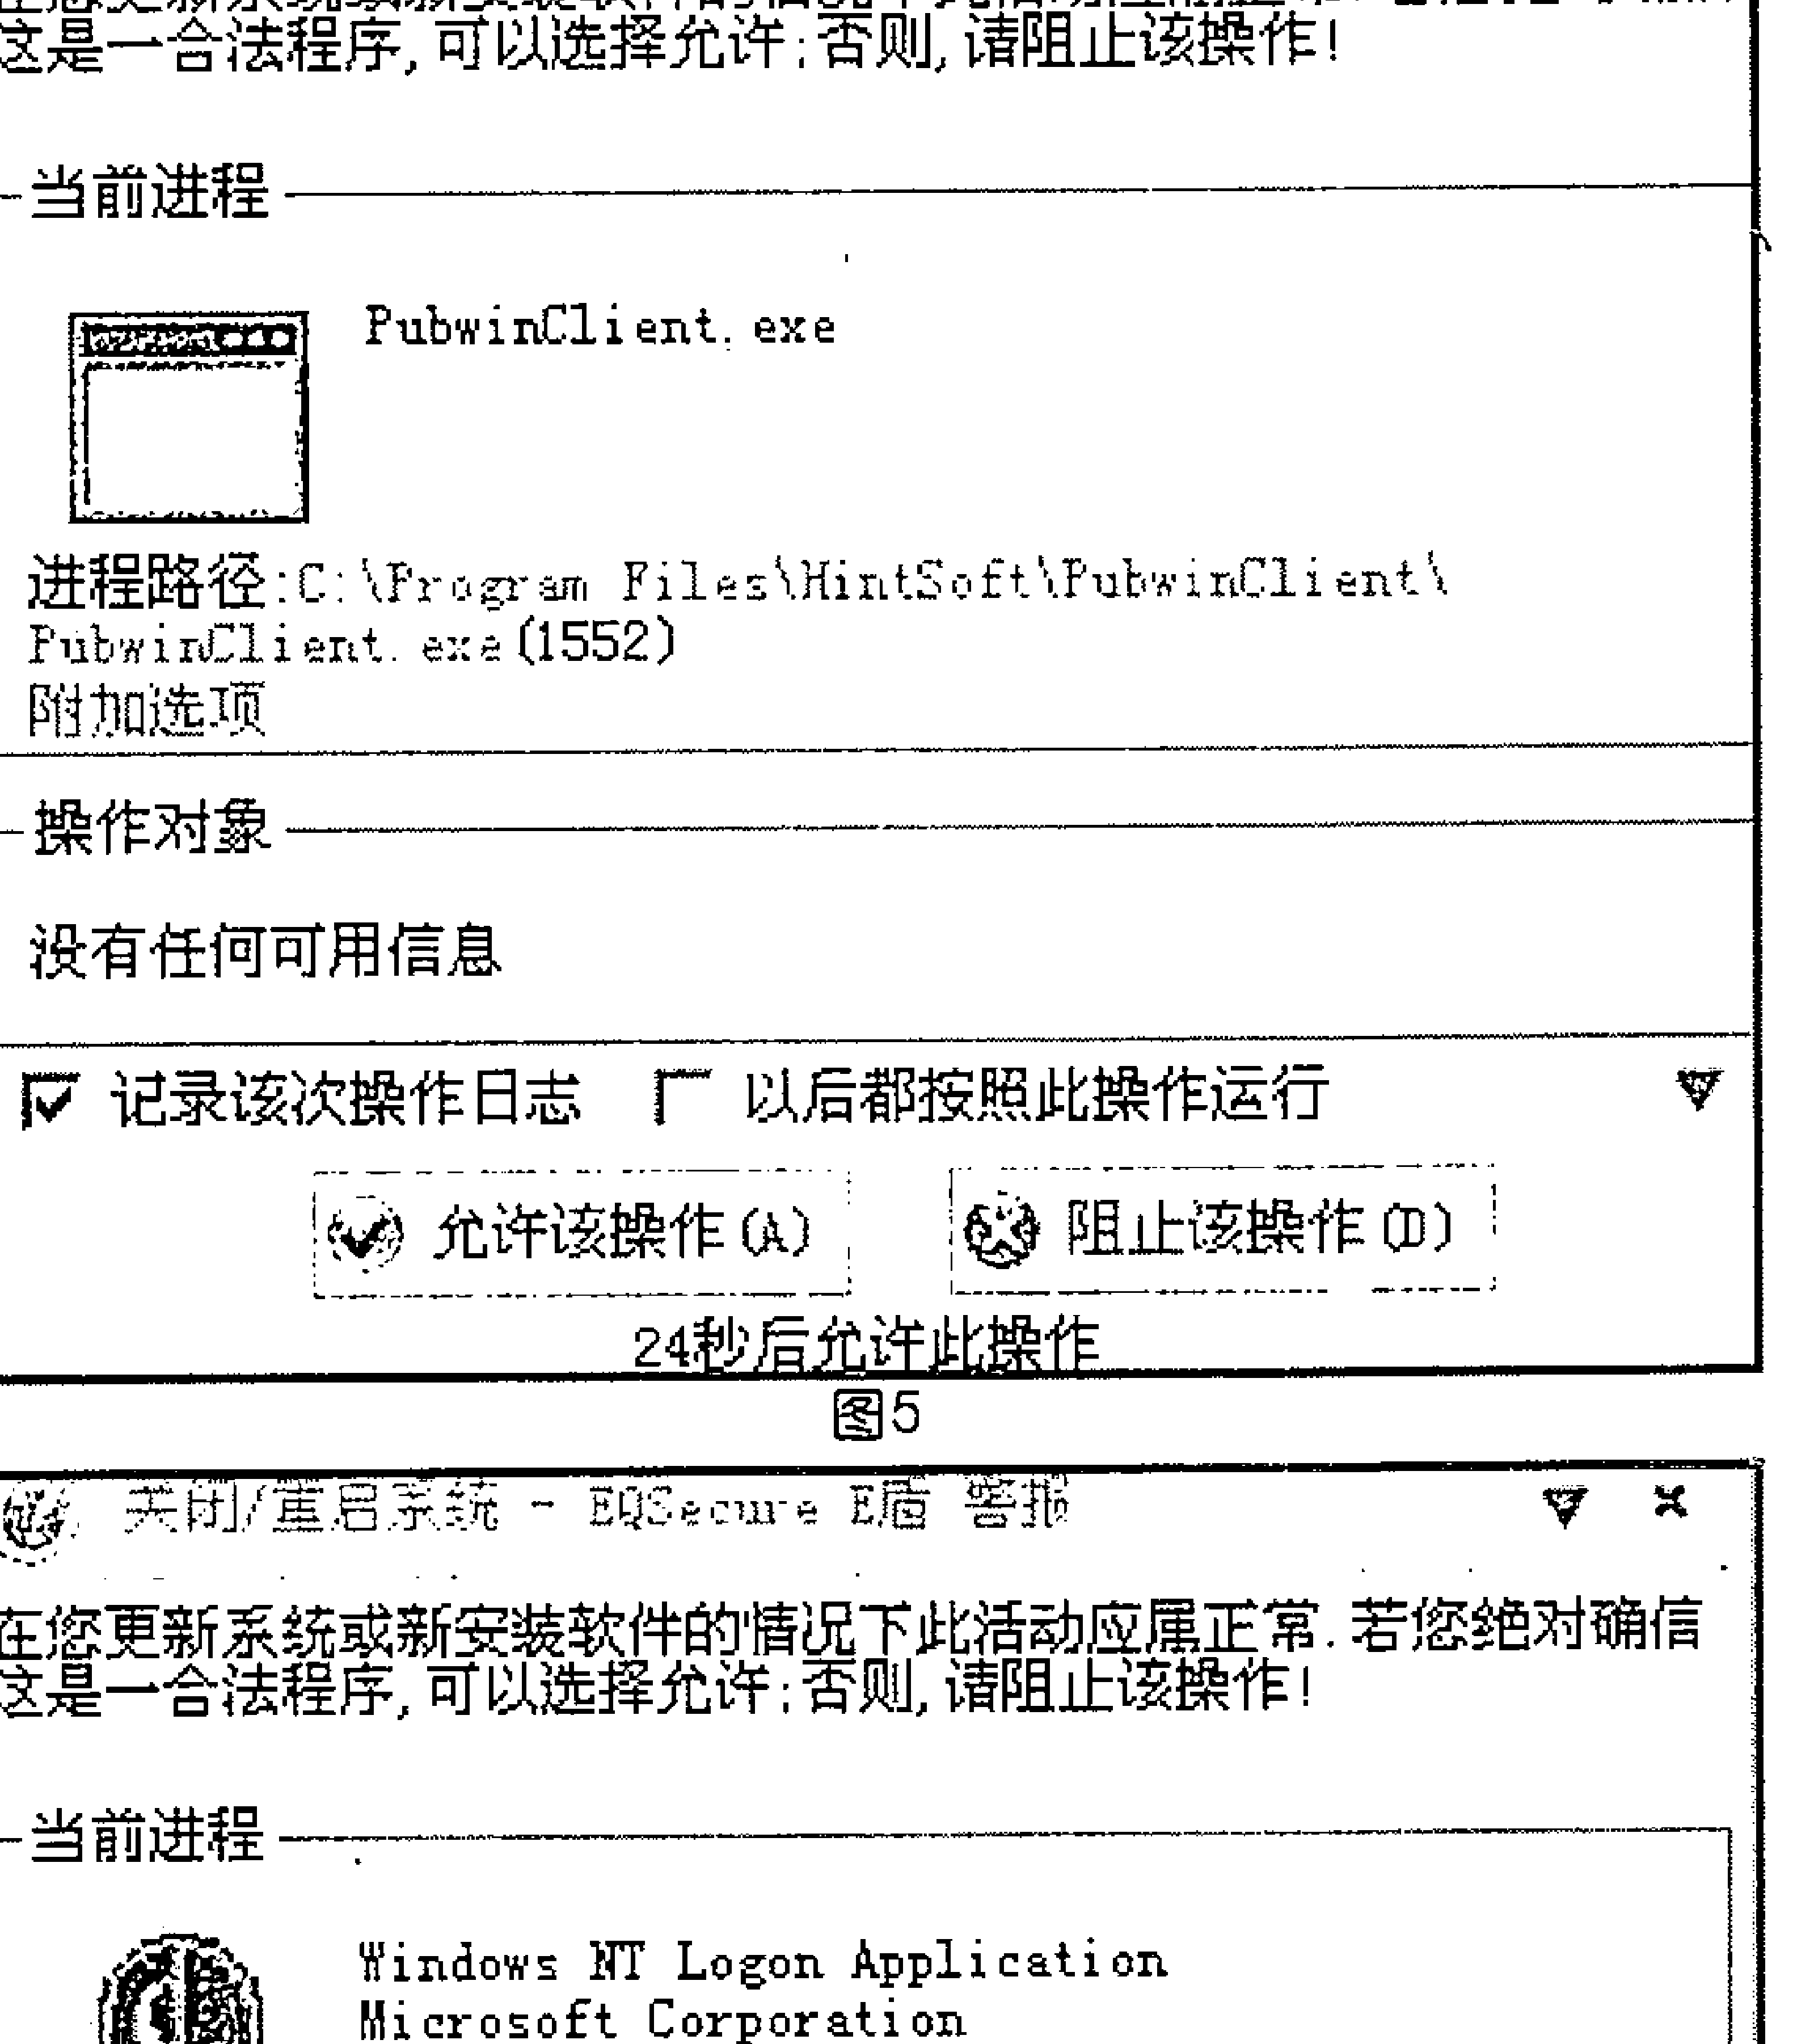 这是一合法程序,可以选择允许;否则,请阻止该操作!
当前进程
PubwinClient.exe
进程路径:C:\Program Files\HintSoft\PubwinClient\
PubwinClient.exe(1552)
附加选项
操作对象
没有任何可用信息
记录该次操作日志 以后都按照此操作运行
允许该操作(A) 阻止该操作(D)
24秒后允许此操作
图5
关闭/重启系统 - EQSecure E盾 警报
在您更新系统或新安装软件的情况下此活动应属正常.若您绝对确信
这是一合法程序,可以选择允许;否则,请阻止该操作!
当前进程
Windows NT Logon Application
Microsoft Corporation